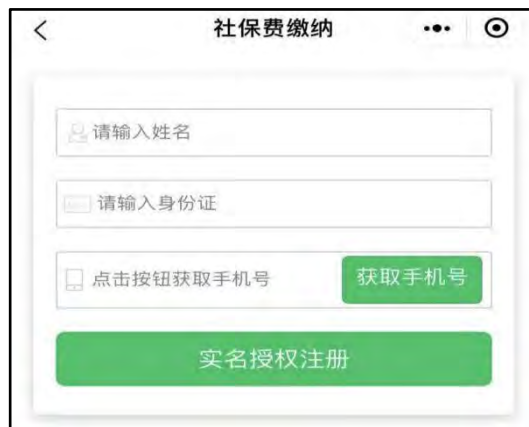 社保费缴纳
请输入姓名
请输入身份证
点击按钮获取手机号 获取手机号
实名授权注册